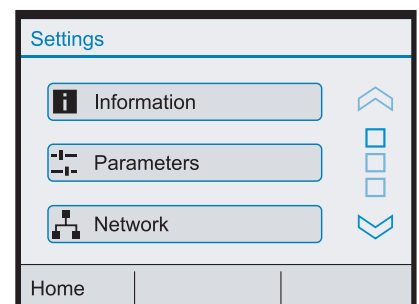 Settings
Information
Parameters
Network
Home